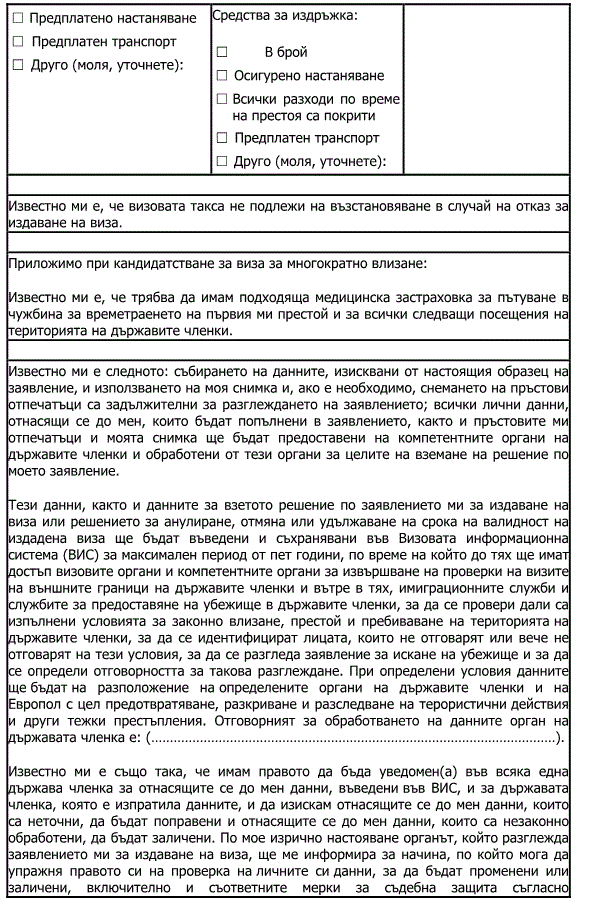 ☐ Предплатено настаняване
☐ Предплатен транспорт
☐ Друго (моля, уточнете):
Средства за издръжка:
☐ В брой
☐ Осигурено настаняване
☐ Всички разходи по време
на престоя са покрити
☐ Предплатен транспорт
☐ Друго (моля, уточнете):
Известно ми е, че визовата такса не подлежи на възстановяване в случай на отказ за
издаване на виза.
Приложимо при кандидатстване за виза за многократно влизане:
Известно ми е, че трябва да имам подходяща медицинска застраховка за пътуване в
чужбина за времетраенето на първия ми престой и за всички следващи посещения на
територията на държавите членки.
Известно ми е следното: събирането на данните, изисквани от настоящия образец на
заявление, и използването на моя снимка и, ако е необходимо, снемането на пръстови
отпечатъци са задължителни за разглеждането на заявлението; всички лични данни,
отнасящи се до мен, които бъдат попълнени в заявлението, както и пръстовите ми
отпечатъци и моята снимка ще бъдат предоставени на компетентните органи на
държавите членки и обработени от тези органи за целите на вземане на решение по
моето заявление.
Тези данни, както и данните за взетото решение по заявлението ми за издаване на
виза или решението за анулиране, отмяна или удължаване на срока на валидност на
издадена виза ще бъдат въведени и съхранявани във Визовата информационна
система (ВИС) за максимален период от пет години, по време на който до тях ще имат
достъп визовите органи и компетентните органи за извършване на проверки на визите
на външните граници на държавите членки и вътре в тях, имиграционните служби и
службите за предоставяне на убежище в държавите членки, за да се провери дали са
изпълнени условията за законно влизане, престой и пребиваване на територията на
държавите членки, за да се идентифицират лицата, които не отговарят или вече не
отговарят на тези условия, за да се разгледа заявление за искане на убежище и за да
се определи отговорността за такова разглеждане. При определени условия данните
ще бъдат на разположение на определените органи на държавите членки и на
Европол с цел предотвратяване, разкриване и разследване на терористични действия
и други тежки престъпления. Отговорният за обработването на данните орган на
държавата членка е: (……………………………………………………………………………………………).
Известно ми е също така, че имам правото да бъда уведомен(а) във всяка една
държава членка за отнасящите се до мен данни, въведени във ВИС, и за държавата
членка, която е изпратила данните, и да изискам отнасящите се до мен данни, които
са неточни, да бъдат поправени и отнасящите се до мен данни, които са незаконно
обработени, да бъдат заличени. По мое изрично настояване органът, който разглежда
заявлението ми за издаване на виза, ще ме информира за начина, по който мога да
упражня правото си на проверка на личните си данни, за да бъдат променени или
заличени, включително и съответните мерки за съдебна защита съгласно